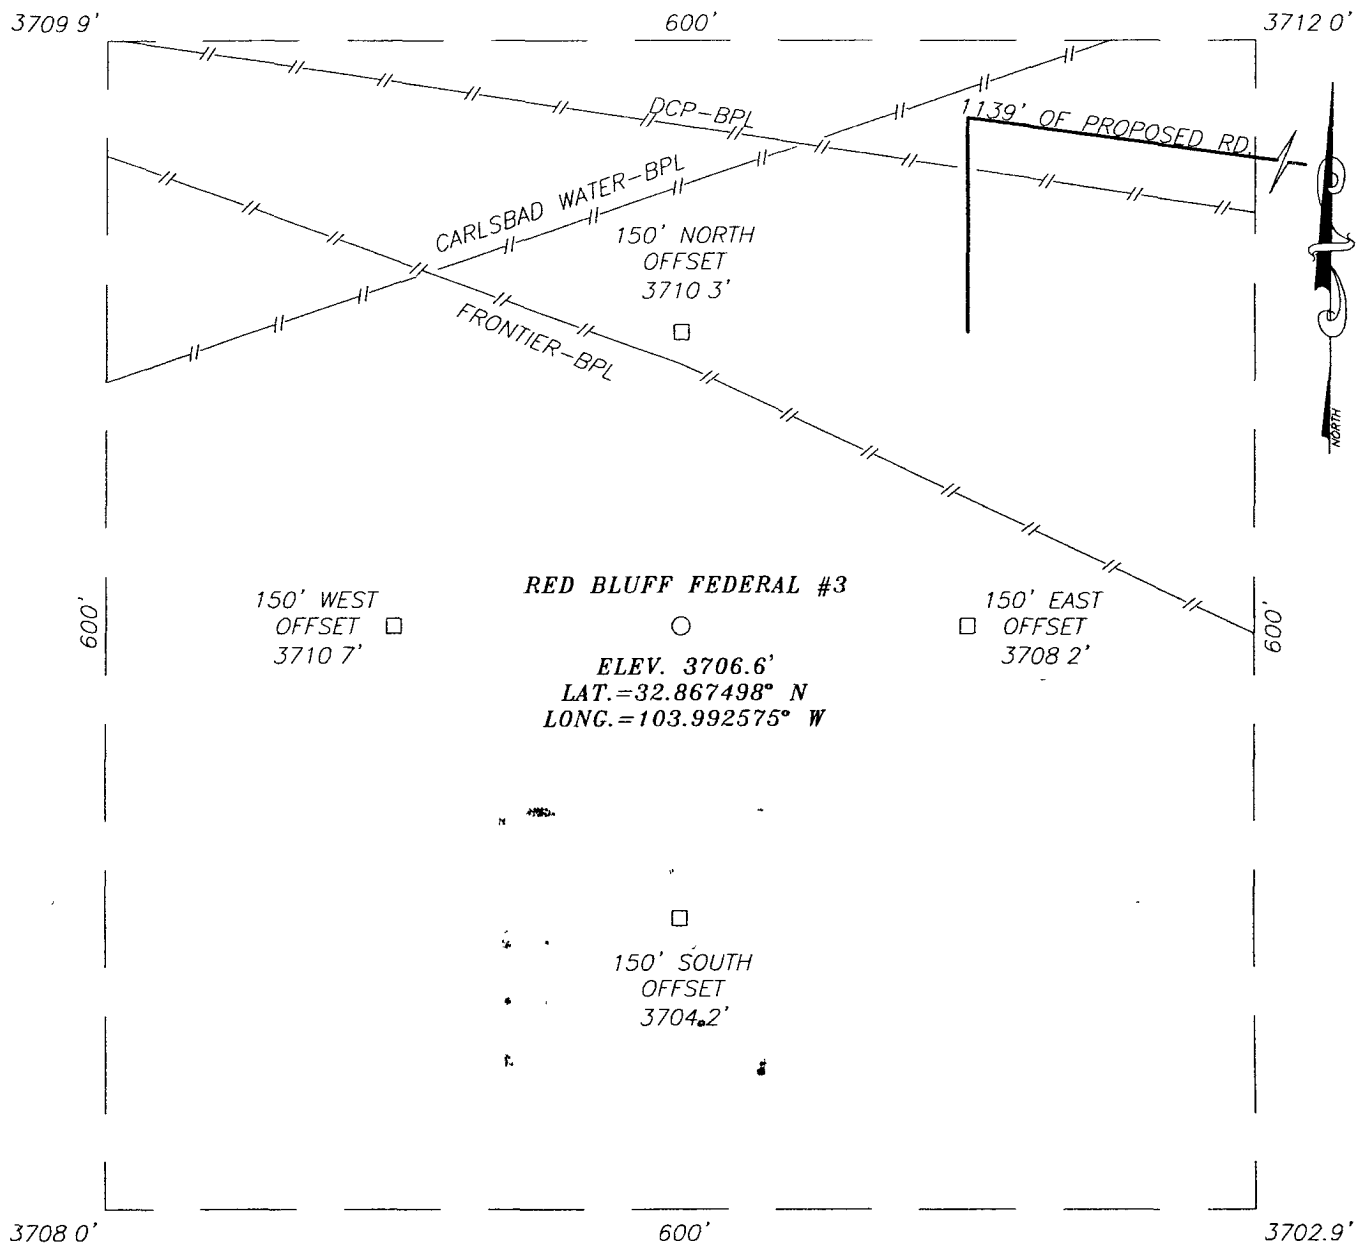 3709 9'
600'
3712 0'
DCP-BPL
1139' OF PROPOSED RD.
CARLSBAD WATER-BPL
150' NORTH
OFFSET
3710 3'
FRONTIER-BPL
NORTH
RED BLUFF FEDERAL #3
150' WEST
OFFSET
3710 7'
150' EAST
OFFSET
3708 2'
600'
600'
ELEV. 3706.6'
LAT.=32.867498° N
LONG.=103.992575° W
150' SOUTH
OFFSET
3704.2'
3708 0'
600'
3702.9'